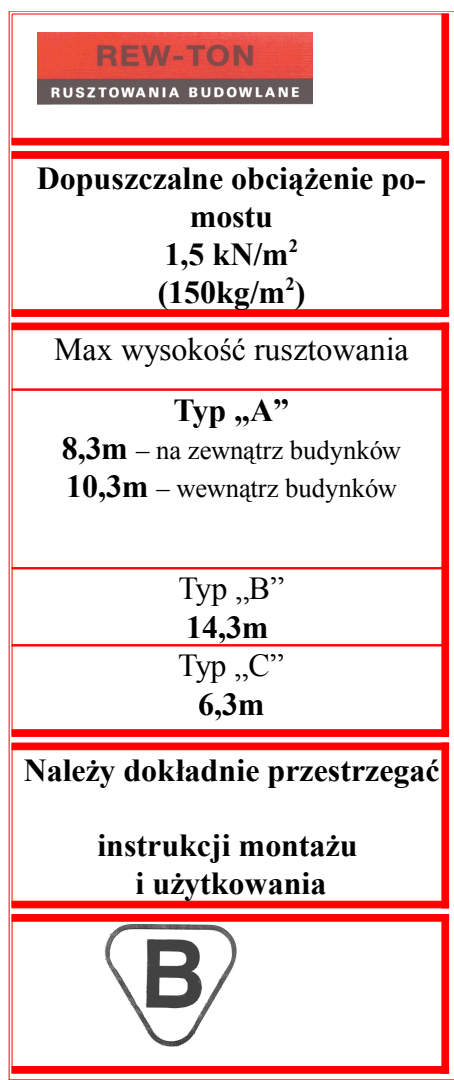 REW-TON
RUSZTOWANIA BUDOWLANE
Dopuszczalne obciążenie po-
mostu
1,5 kN/m²
(150kg/m²)
Max wysokość rusztowania
Typ „A”
8,3m – na zewnątrz budynków
10,3m – wewnątrz budynków
Typ „B”
14,3m
Typ „C”
6,3m
Należy dokładnie przestrzegać
instrukcji montażu
i użytkowania
B